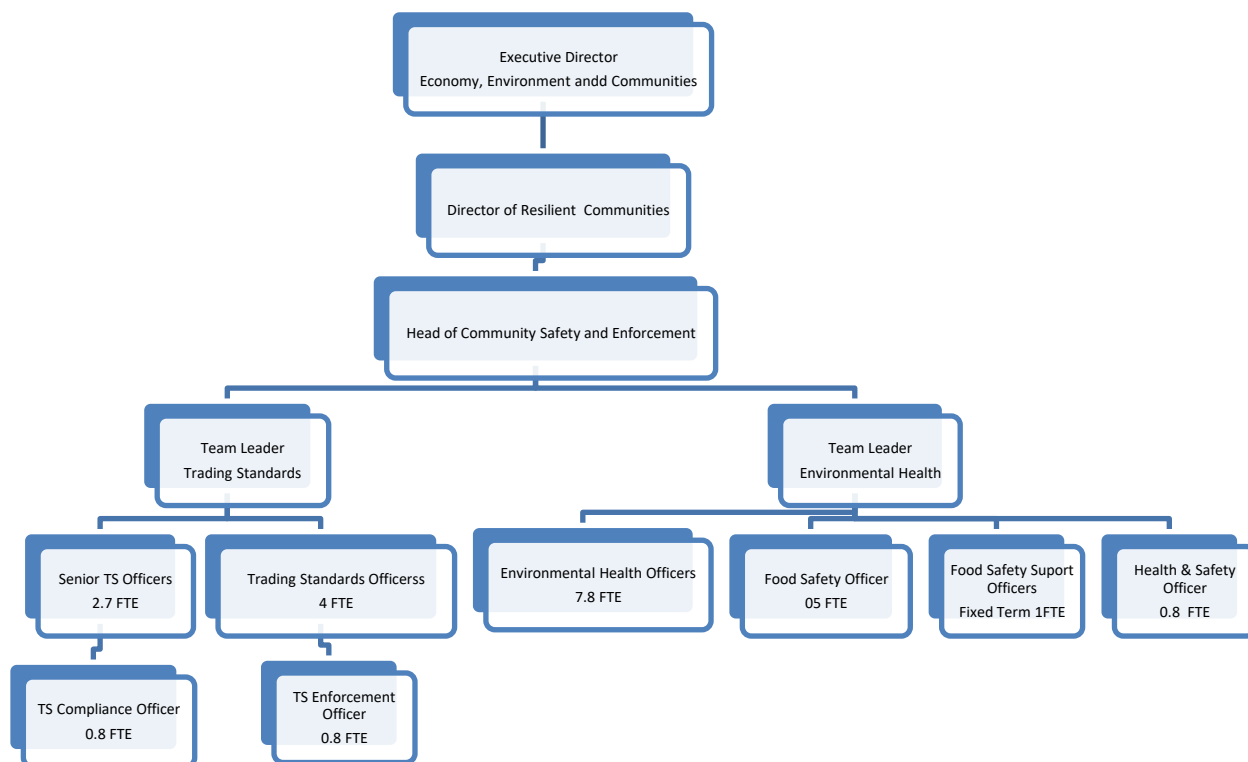 Executive Director
Economy, Environment andd Communities
Director of Resilient  Communities
Head of Community Safety and Enforcement
Team Leader
Trading Standards
Team Leader
Environmental Health
Senior TS Officers
2.7 FTE
Trading Standards Officerss
4 FTE
Environmental Health Officers
7.8 FTE
Food Safety Officer
05 FTE
Food Safety Suport
Officers
Fixed Term 1FTE
Health & Safety
Officer
0.8  FTE
TS Compliance Officer
0.8 FTE
TS Enforcement
Officer
0.8 FTE